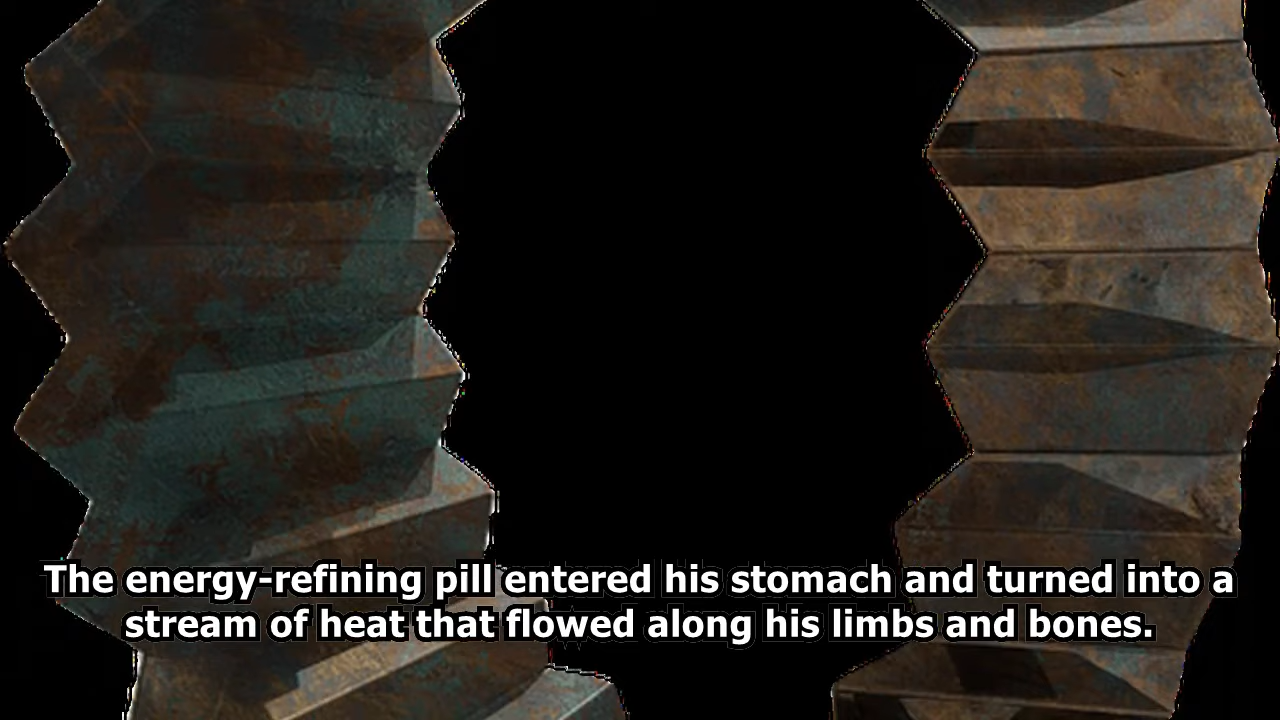 The energy-refining pill entered his stomach and turned into a
stream of heat that flowed along his limbs and bones.